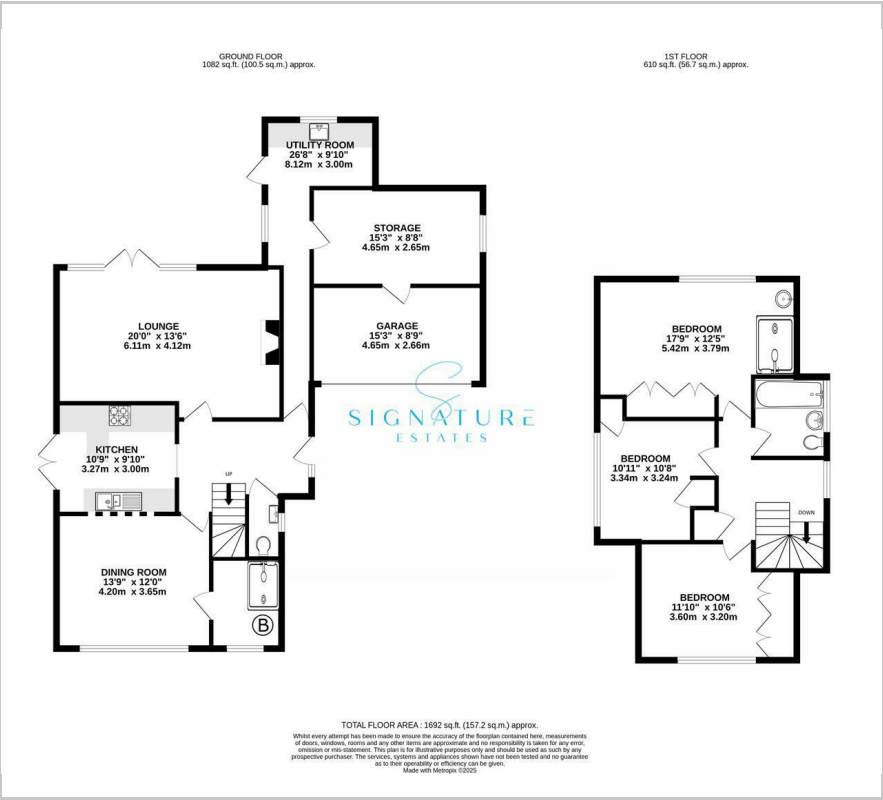 GROUND FLOOR
1082 sq.ft. (100.5 sq.m.) approx.
1ST FLOOR
610 sq.ft. (56.7 sq.m.) approx.
UTILITY ROOM
26'8" x 9'10"
8.12m x 3.00m
STORAGE
15'3" x 8'8"
4.65m x 2.65m
GARAGE
15'3" x 8'9"
4.65m x 2.66m
LOUNGE
20'0" x 13'6"
6.11m x 4.12m
KITCHEN
10'9" x 9'10"
3.27m x 3.00m
UP
DINING ROOM
13'9" x 12'0"
4.20m x 3.65m
B
SIGNATURE
ESTATES
BEDROOM
17'9" x 12'5"
5.42m x 3.79m
BEDROOM
10'11" x 10'8"
3.34m x 3.24m
DOWN
BEDROOM
11'10" x 10'6"
3.60m x 3.20m
TOTAL FLOOR AREA : 1692 sq.ft. (157.2 sq.m.) approx.
Whilst every attempt has been made to ensure the accuracy of the floorplan contained here, measurements
of doors, windows, rooms and any other items are approximate and no responsibility is taken for any error,
omission or mis-statement. This plan is for illustrative purposes only and should be used as such by any
prospective purchaser. The services, systems and appliances shown have not been tested and no guarantee
as to their operability or efficiency can be given.
Made with Metropix ©2025